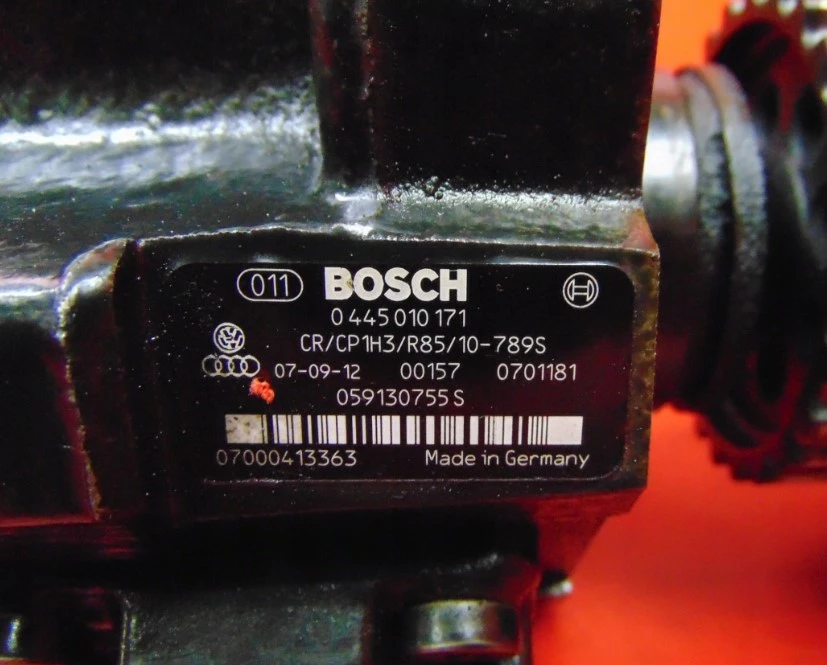 011 BOSCH
0 445 010 171
CR/CP1H3/R85/10-789S
07-09-12 00157 0701181
059130755 S
07000413363 Made in Germany